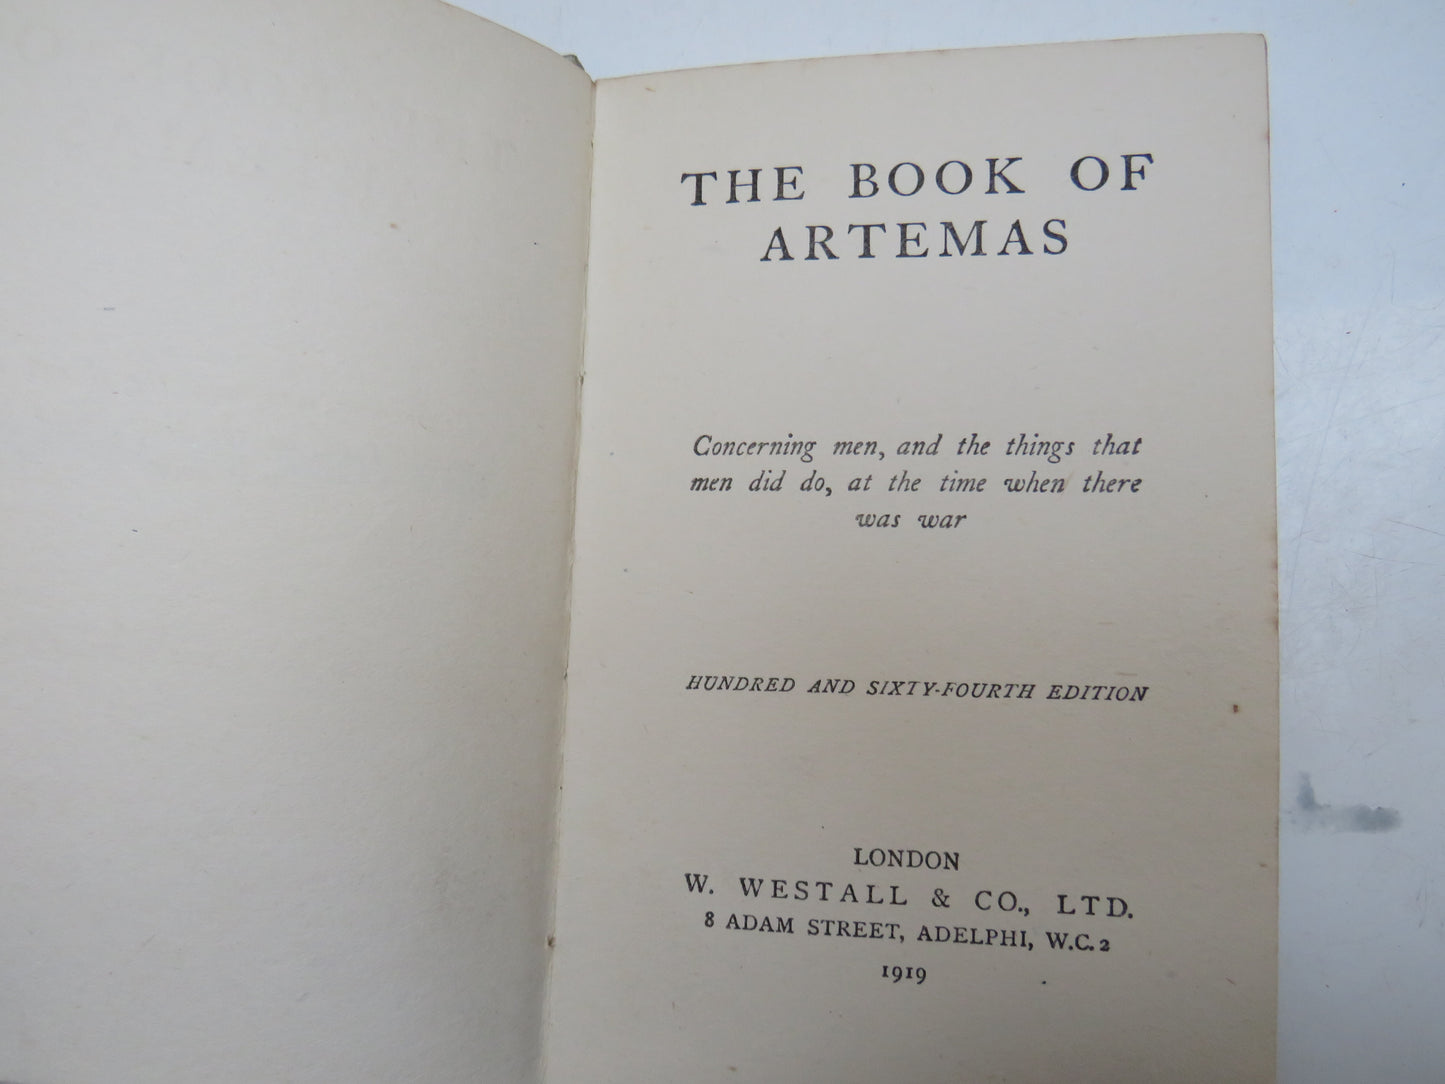 THE BOOK OF
ARTEMAS
Concerning men, and the things that
men did do, at the time when there
was war
HUNDRED AND SIXTY-FOURTH EDITION
LONDON
W. WESTALL & CO., LTD.
8 ADAM STREET, ADELPHI, W.C. 2
1919